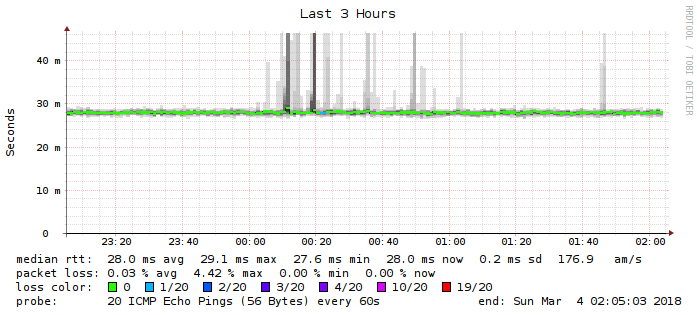 Last 3 Hours
RRDTOOL / TOBI OETIKER
Seconds
40 m
30 m
20 m
10 m
0
23:20 23:40 00:00 00:20 00:40 01:00 01:20 01:40 02:00
median rtt: 28.0 ms avg 29.1 ms max 27.6 ms min 28.0 ms now 0.2 ms sd 176.9 am/s
packet loss: 0.03 % avg 4.42 % max 0.00 % min 0.00 % now
loss color: 0 1/20 2/20 3/20 4/20 10/20 19/20
probe: 20 ICMP Echo Pings (56 Bytes) every 60s end: Sun Mar 4 02:05:03 2018